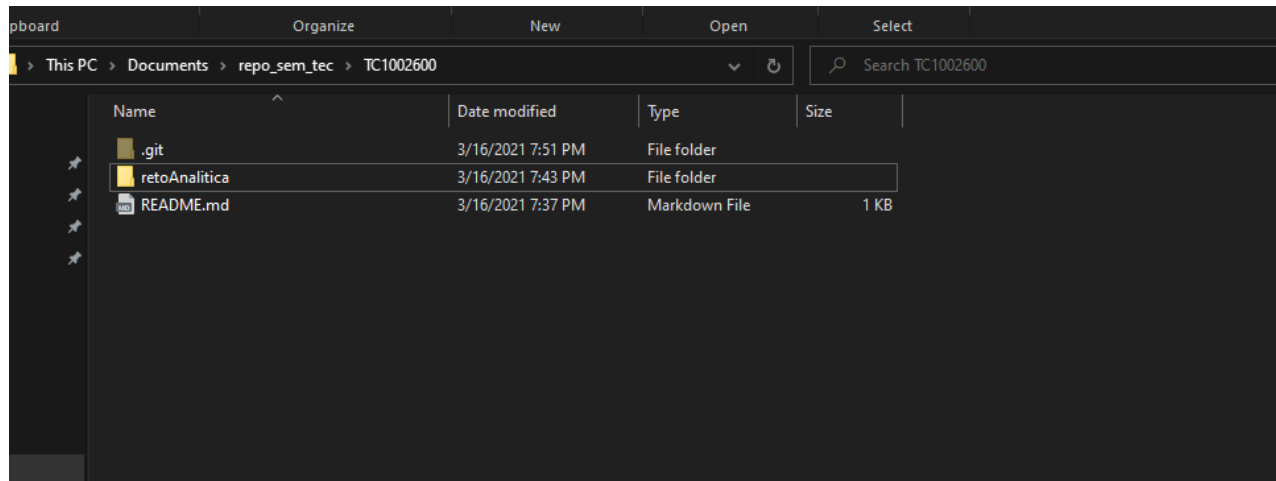 pboard Organize New Open Select
This PC > Documents > repo_sem_tec > TC1002600 Search TC1002600
Name Date modified Type Size
.git 3/16/2021 7:51 PM File folder
retoAnalitica 3/16/2021 7:43 PM File folder
README.md 3/16/2021 7:37 PM Markdown File 1 KB